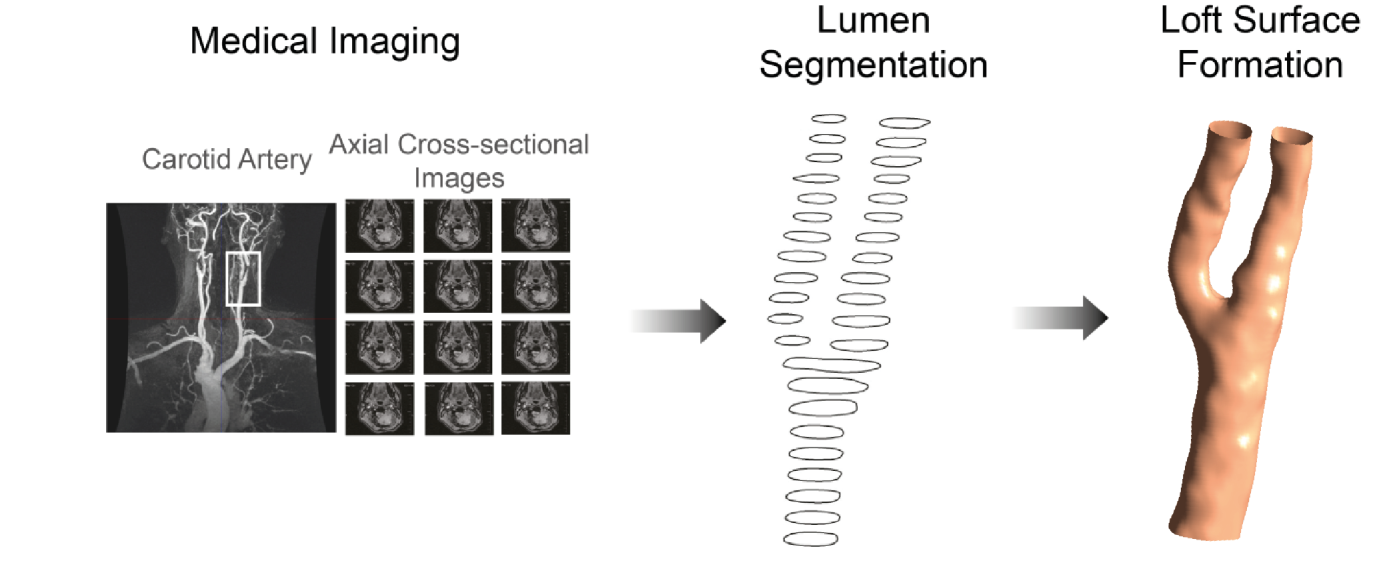 Medical Imaging
Carotid Artery
Axial Cross-sectional
Images
Lumen
Segmentation
Loft Surface
Formation